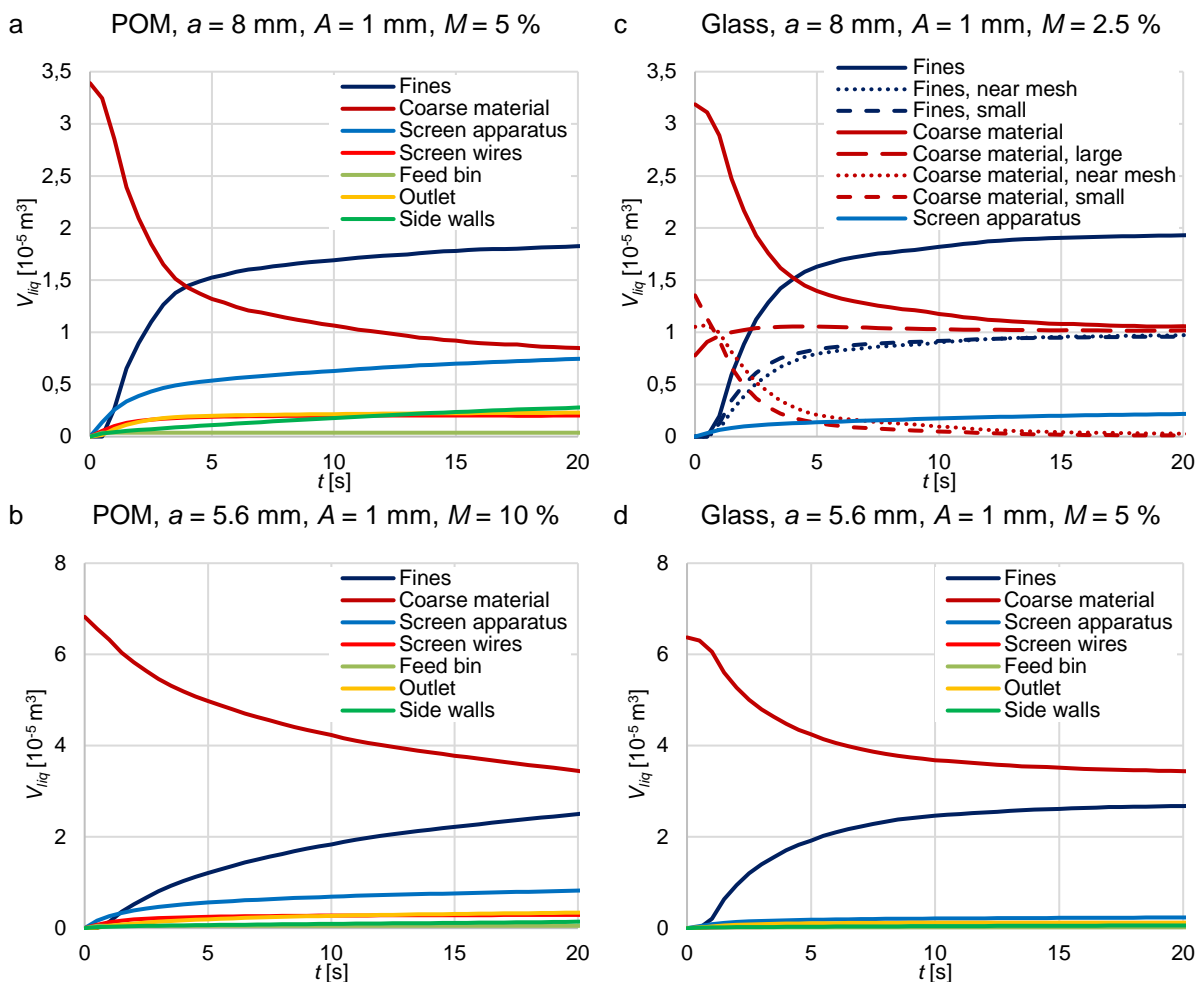 a
POM, a = 8 mm, A = 1 mm, M = 5 %
3,5
3
2,5
2
1,5
1
0,5
0
V_liq [10⁻⁵ m³]
Fines
Coarse material
Screen apparatus
Screen wires
Feed bin
Outlet
Side walls
0 5 10 15 20
t [s]
c
Glass, a = 8 mm, A = 1 mm, M = 2.5 %
3,5
3
2,5
2
1,5
1
0,5
0
V_liq [10⁻⁵ m³]
Fines
Fines, near mesh
Fines, small
Coarse material
Coarse material, large
Coarse material, near mesh
Coarse material, small
Screen apparatus
0 5 10 15 20
t [s]
b
POM, a = 5.6 mm, A = 1 mm, M = 10 %
8
6
4
2
0
V_liq [10⁻⁵ m³]
Fines
Coarse material
Screen apparatus
Screen wires
Feed bin
Outlet
Side walls
0 5 10 15 20
t [s]
d
Glass, a = 5.6 mm, A = 1 mm, M = 5 %
8
6
4
2
0
V_liq [10⁻⁵ m³]
Fines
Coarse material
Screen apparatus
Screen wires
Feed bin
Outlet
Side walls
0 5 10 15 20
t [s]